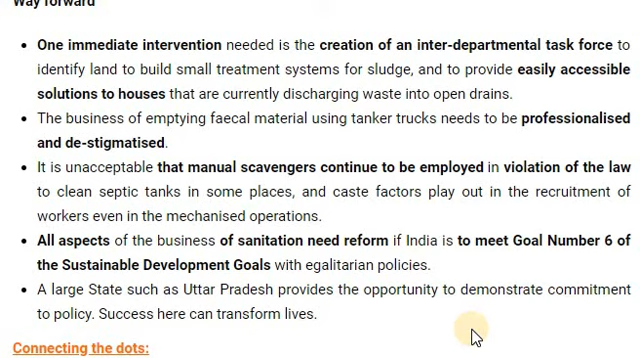 Way forward
• One immediate intervention needed is the creation of an inter-departmental task force to
identify land to build small treatment systems for sludge, and to provide easily accessible
solutions to houses that are currently discharging waste into open drains.
• The business of emptying faecal material using tanker trucks needs to be professionalised
and de-stigmatised.
• It is unacceptable that manual scavengers continue to be employed in violation of the law
to clean septic tanks in some places, and caste factors play out in the recruitment of
workers even in the mechanised operations.
• All aspects of the business of sanitation need reform if India is to meet Goal Number 6 of
the Sustainable Development Goals with egalitarian policies.
• A large State such as Uttar Pradesh provides the opportunity to demonstrate commitment
to policy. Success here can transform lives.
Connecting the dots: